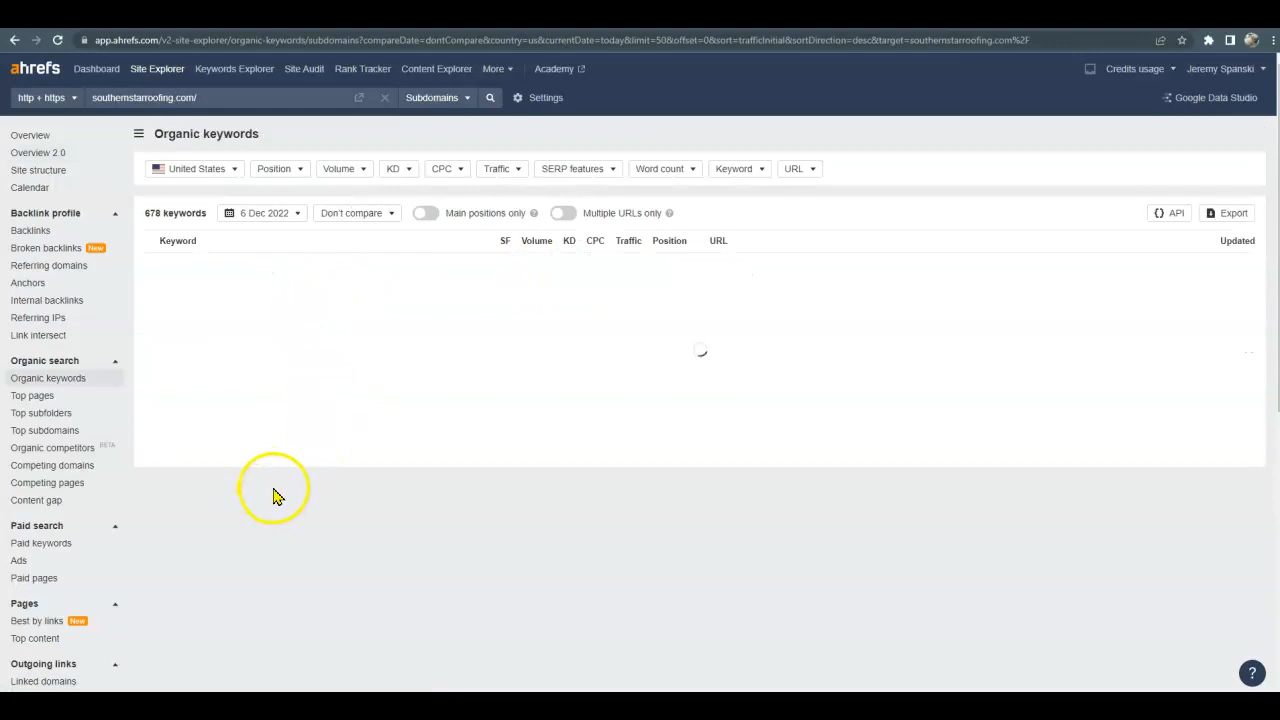 app.ahrefs.com/v2-site-explorer/organic-keywords/subdomains?compareDate=dontCompare&country=us&currentDate=today&limit=50&offset=0&sort=trafficInitial&sortDirection=desc&target=southernstarroofing.com%2F
ahrefs Dashboard Site Explorer Keywords Explorer Site Audit Rank Tracker Content Explorer More Academy Credits usage Jeremy Spanski
http + https southernstarroofing.com/ Subdomains Settings Google Data Studio
Overview
Overview 2.0
Site structure
Calendar
Backlink profile
Backlinks
Broken backlinks New
Referring domains
Anchors
Internal backlinks
Referring IPs
Link intersect
Organic search
Organic keywords
Top pages
Top subfolders
Top subdomains
Organic competitors BETA
Competing domains
Competing pages
Content gap
Paid search
Paid keywords
Ads
Paid pages
Pages
Best by links New
Top content
Outgoing links
Linked domains
Organic keywords
United States Position Volume KD CPC Traffic SERP features Word count Keyword URL
678 keywords 6 Dec 2022 Don't compare Main positions only ? Multiple URLs only ? {} API Export
Keyword SF Volume KD CPC Traffic Position URL Updated
?